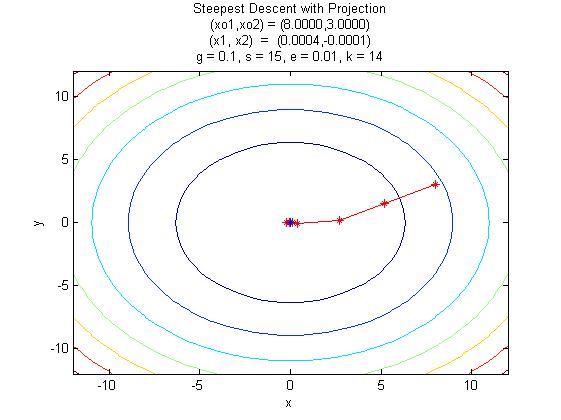 Steepest Descent with Projection
(xo1,xo2) = (8.0000,3.0000)
(x1, x2)  =  (0.0004,-0.0001)
g = 0.1, s = 15, e = 0.01, k = 14
10
5
0
-5
-10
y
-10
-5
0
5
10
x